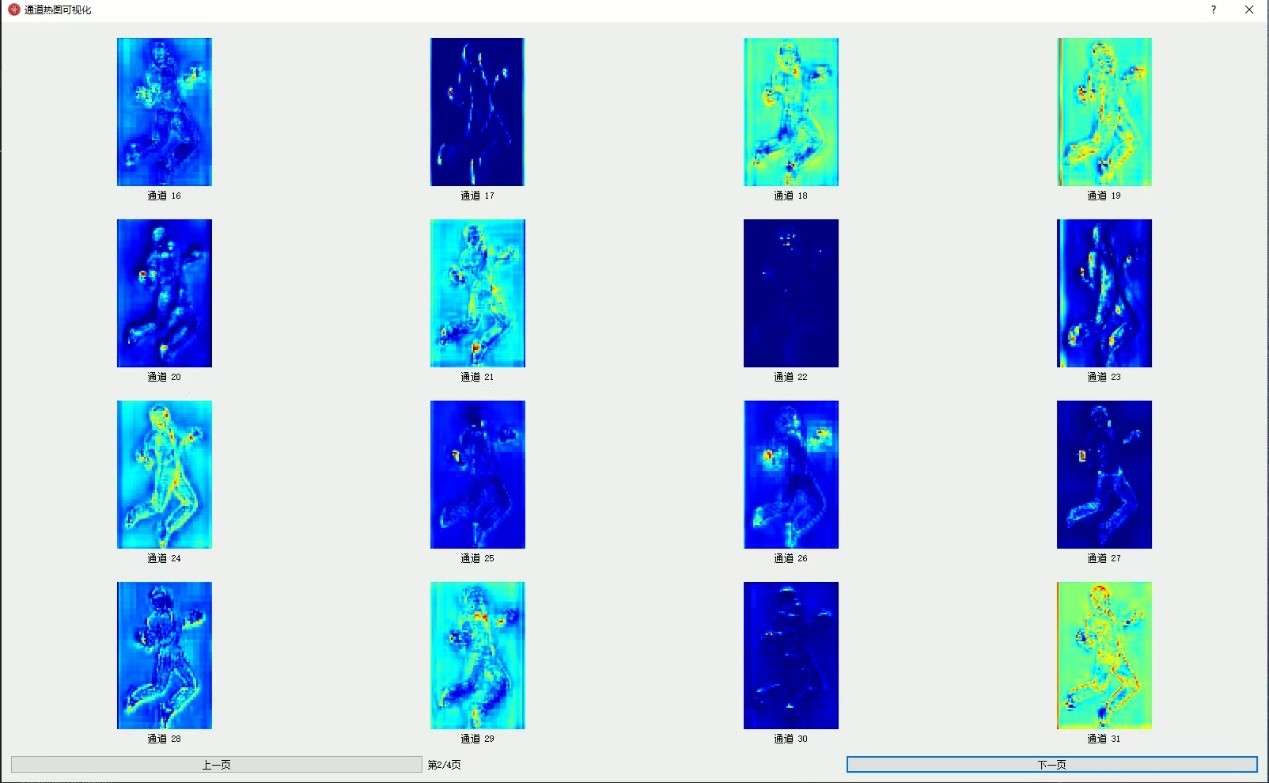 通道热图可视化
通道 16
通道 17
通道 18
通道 19
通道 20
通道 21
通道 22
通道 23
通道 24
通道 25
通道 26
通道 27
通道 28
通道 29
通道 30
通道 31
上一页
第2/4页
下一页